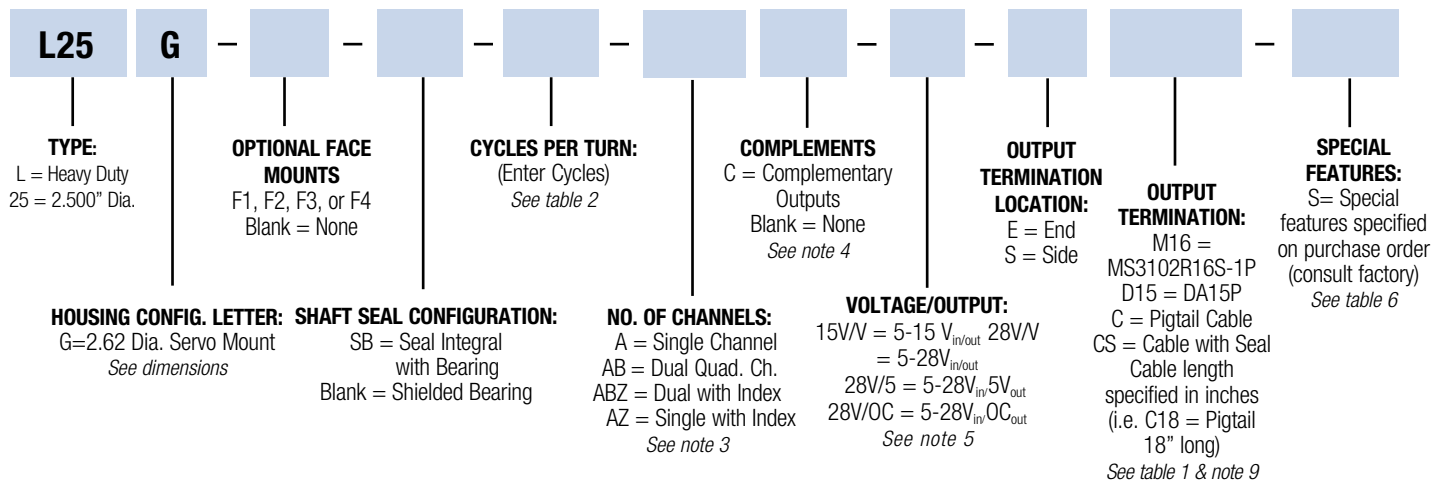 L25 G – – – – – – –
TYPE:
L = Heavy Duty
25 = 2.500" Dia.
HOUSING CONFIG. LETTER:
G=2.62 Dia. Servo Mount
See dimensions
OPTIONAL FACE
MOUNTS
F1, F2, F3, or F4
Blank = None
SHAFT SEAL CONFIGURATION:
SB = Seal Integral
with Bearing
Blank = Shielded Bearing
CYCLES PER TURN:
(Enter Cycles)
See table 2
NO. OF CHANNELS:
A = Single Channel
AB = Dual Quad. Ch.
ABZ = Dual with Index
AZ = Single with Index
See note 3
COMPLEMENTS
C = Complementary
Outputs
Blank = None
See note 4
VOLTAGE/OUTPUT:
15V/V = 5-15 Vin/out 28V/V
= 5-28Vin/out
28V/5 = 5-28Vin/5Vout
28V/OC = 5-28Vin/OCout
See note 5
OUTPUT
TERMINATION
LOCATION:
E = End
S = Side
OUTPUT
TERMINATION:
M16 =
MS3102R16S-1P
D15 = DA15P
C = Pigtail Cable
CS = Cable with Seal
Cable length
specified in inches
(i.e. C18 = Pigtail
18" long)
See table 1 & note 9
SPECIAL
FEATURES:
S= Special
features specified
on purchase order
(consult factory)
See table 6